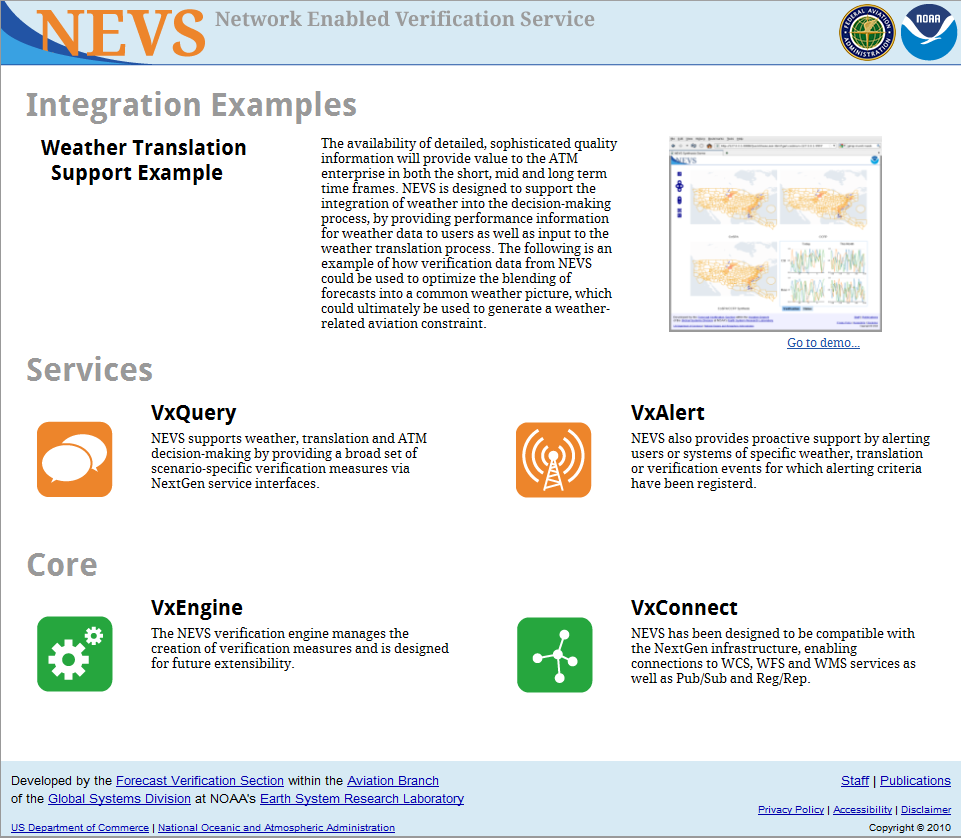 NEVS
Network Enabled Verification Service
FEDERAL AVIATION
ADMINISTRATION
NOAA
Integration Examples
Weather Translation
Support Example
The availability of detailed, sophisticated quality
information will provide value to the ATM
enterprise in both the short, mid and long term
time frames. NEVS is designed to support the
integration of weather into the decision-making
process, by providing performance information
for weather data to users as well as input to the
weather translation process. The following is an
example of how verification data from NEVS
could be used to optimize the blending of
forecasts into a common weather picture, which
could ultimately be used to generate a weather-
related aviation constraint.
NEVS
Go to demo...
Services
VxQuery
NEVS supports weather, translation and ATM
decision-making by providing a broad set of
scenario-specific verification measures via
NextGen service interfaces.
VxAlert
NEVS also provides proactive support by alerting
users or systems of specific weather, translation
or verification events for which alerting criteria
have been registerd.
Core
VxEngine
The NEVS verification engine manages the
creation of verification measures and is designed
for future extensibility.
VxConnect
NEVS has been designed to be compatible with
the NextGen infrastructure, enabling
connections to WCS, WFS and WMS services as
well as Pub/Sub and Reg/Rep.
Developed by the Forecast Verification Section within the Aviation Branch
of the Global Systems Division at NOAA's Earth System Research Laboratory
US Department of Commerce | National Oceanic and Atmospheric Administration
Staff | Publications
Privacy Policy | Accessibility | Disclaimer
Copyright © 2010